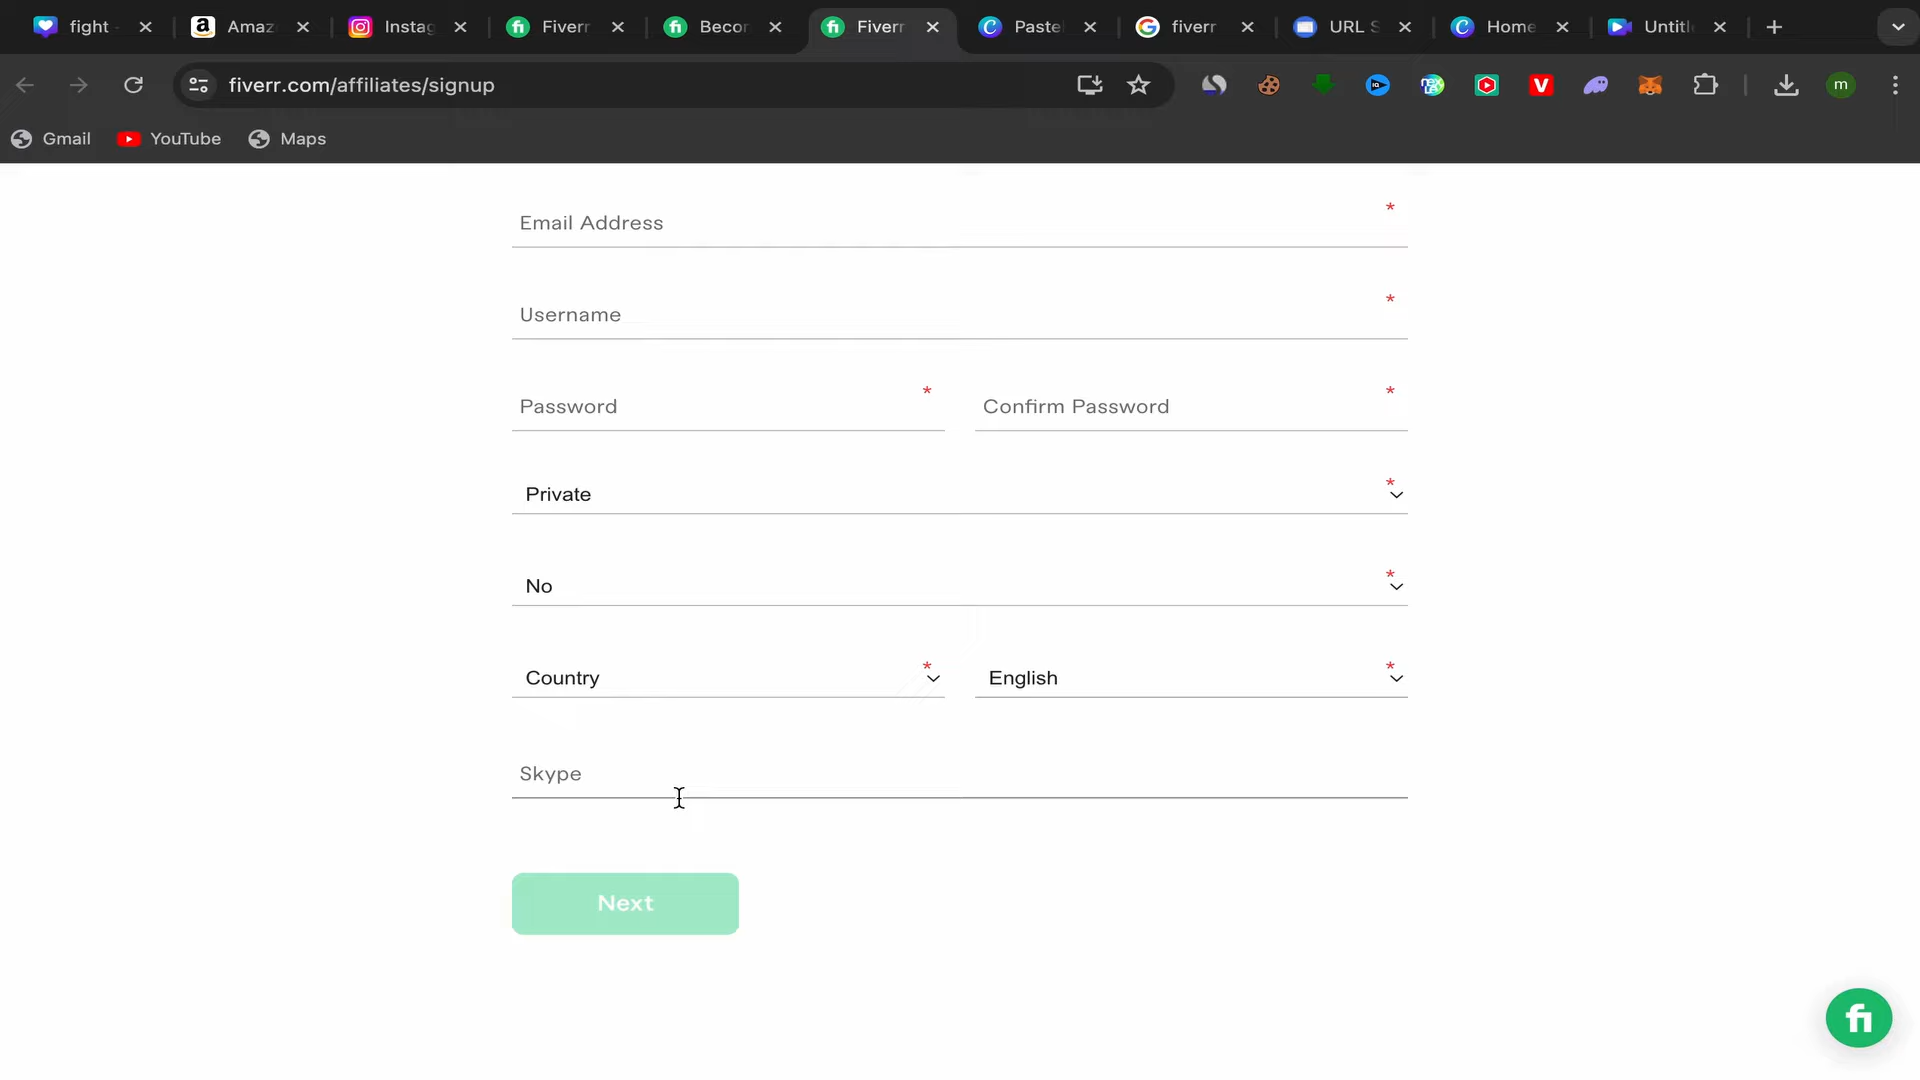 fight
Amaz
Instag
Fiverr
Becor
Fiverr
Paste
fiverr
URL S
Home
Untitl
fiverr.com/affiliates/signup
m
Gmail
YouTube
Maps
Email Address *
Username *
Password *
Confirm Password *
Private *
No *
Country *
English *
Skype
Next
fi